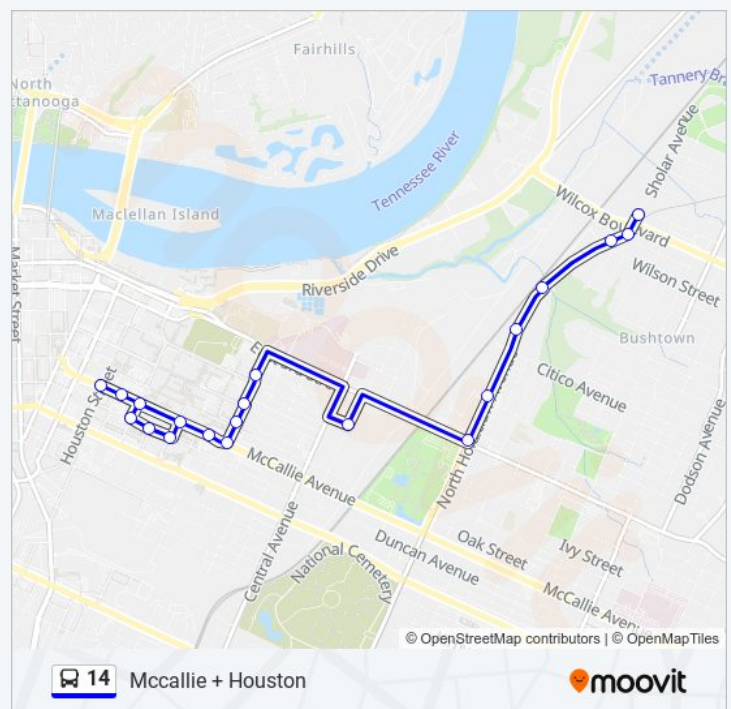 Fairhills
North
ttanooga
Tannery Br
Sholar Avenue
Tennessee River
Maclellan Island
Wilcox Boulevard
Market Street
Riverside Drive
Wilson Street
Bushtown
Citico Avenue
Houston Street
North Ho
Dodson Avenue
McCallie Avenue
Central Avenue
Oak Street
Duncan Avenue
Ivy Street
National Cemetery
McCallie Aven
© OpenStreetMap contributors | © OpenMapTiles
14 Mccallie + Houston
moovit